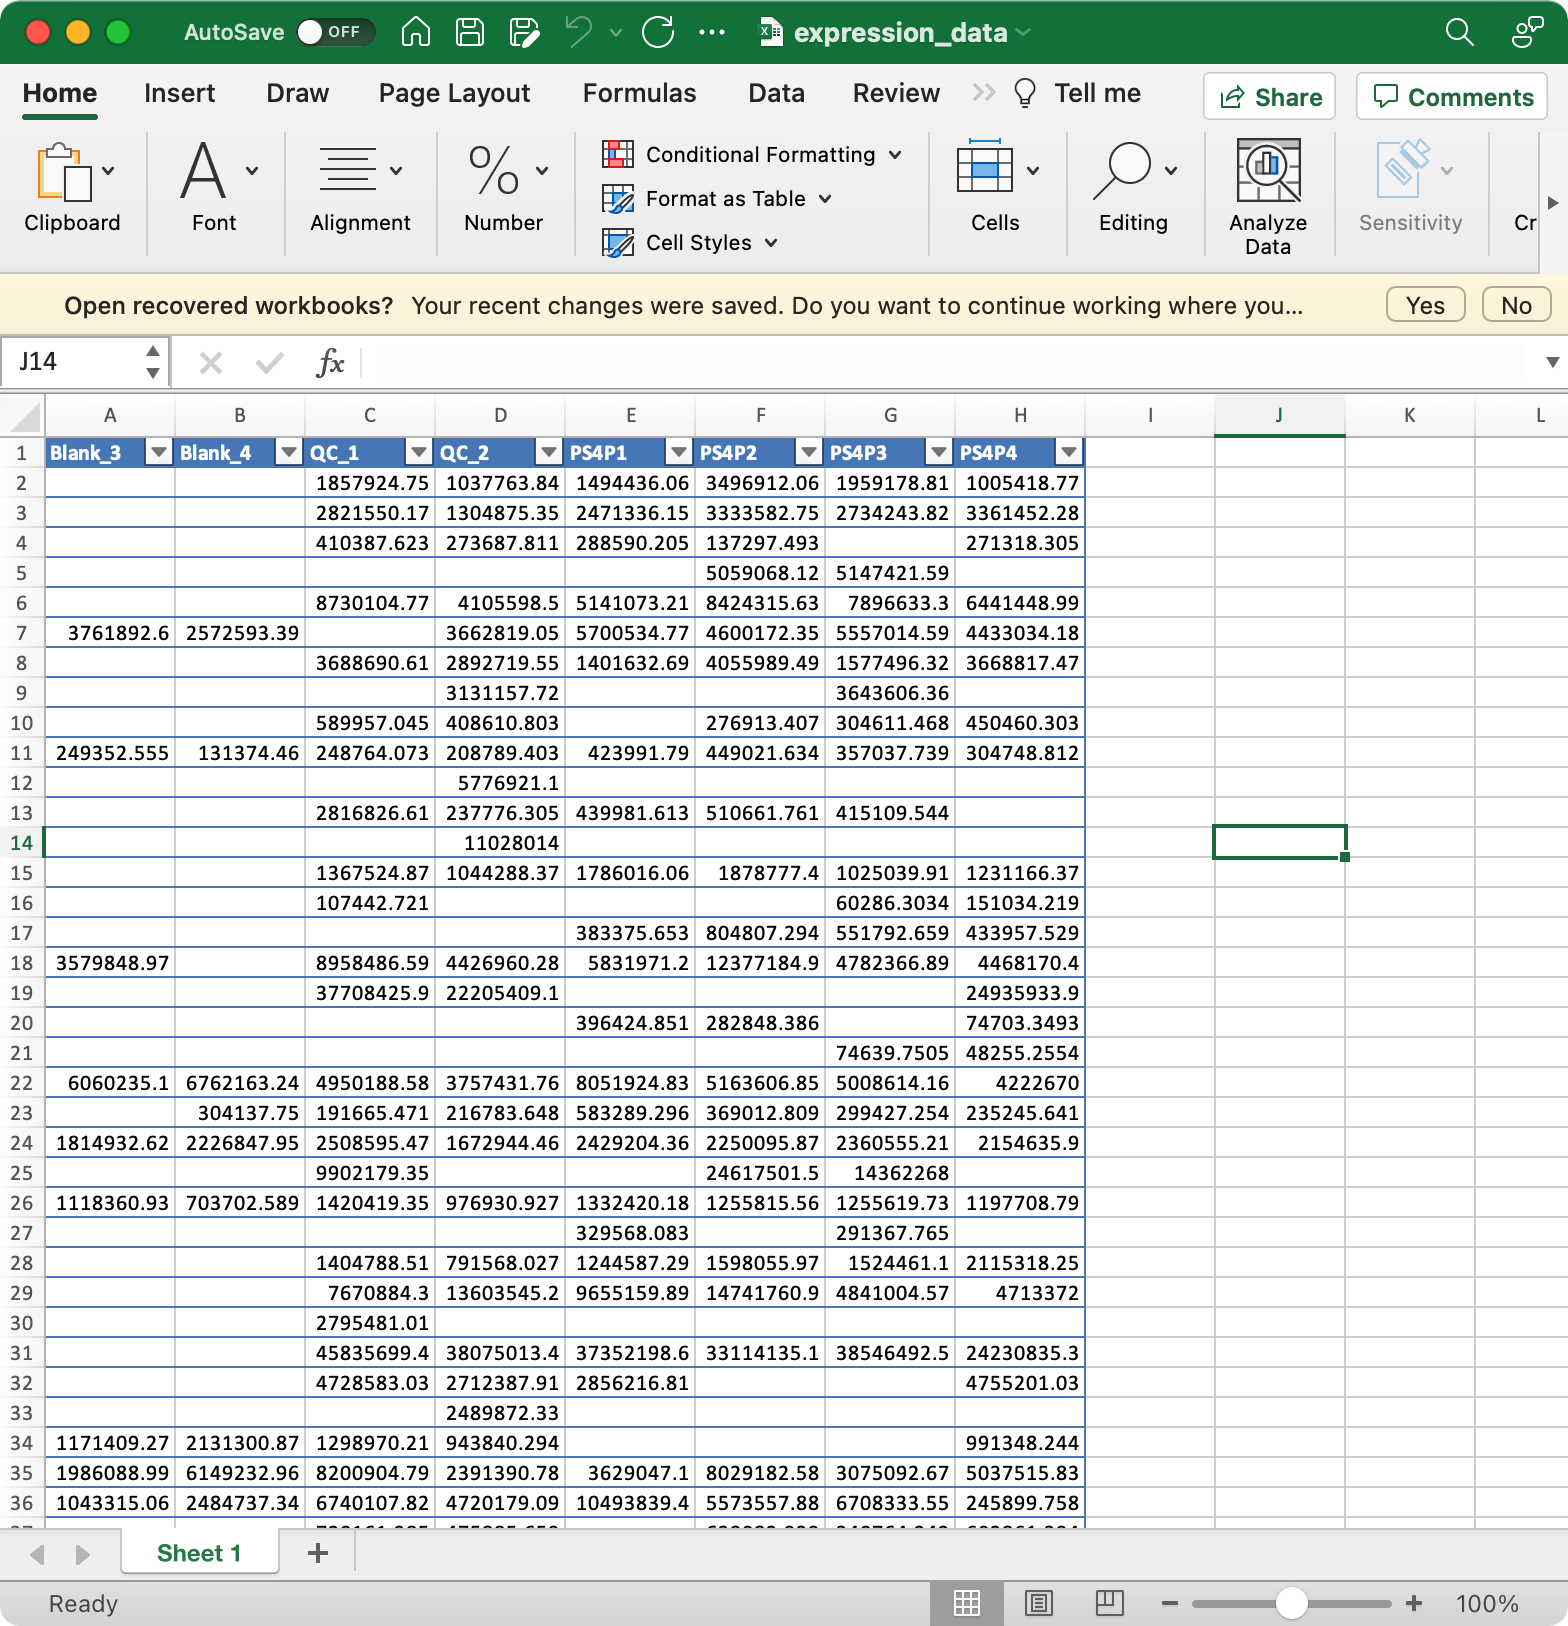 AutoSave OFF expression_data
Home Insert Draw Page Layout Formulas Data Review Tell me Share Comments
Clipboard Font Alignment Number Conditional Formatting Format as Table Cell Styles Cells Editing Analyze Data Sensitivity Cr
Open recovered workbooks? Your recent changes were saved. Do you want to continue working where you... Yes No
J14 fx
A B C D E F G H I J K L
1 Blank_3 Blank_4 QC_1 QC_2 PS4P1 PS4P2 PS4P3 PS4P4
2 1857924.75 1037763.84 1494436.06 3496912.06 1959178.81 1005418.77
3 2821550.17 1304875.35 2471336.15 3333582.75 2734243.82 3361452.28
4 410387.623 273687.811 288590.205 137297.493 271318.305
5 5059068.12 5147421.59
6 8730104.77 4105598.5 5141073.21 8424315.63 7896633.3 6441448.99
7 3761892.6 2572593.39 3662819.05 5700534.77 4600172.35 5557014.59 4433034.18
8 3688690.61 2892719.55 1401632.69 4055989.49 1577496.32 3668817.47
9 3131157.72 3643606.36
10 589957.045 408610.803 276913.407 304611.468 450460.303
11 249352.555 131374.46 248764.073 208789.403 423991.79 449021.634 357037.739 304748.812
12 5776921.1
13 2816826.61 237776.305 439981.613 510661.761 415109.544
14 11028014
15 1367524.87 1044288.37 1786016.06 1878777.4 1025039.91 1231166.37
16 107442.721 60286.3034 151034.219
17 383375.653 804807.294 551792.659 433957.529
18 3579848.97 8958486.59 4426960.28 5831971.2 12377184.9 4782366.89 4468170.4
19 37708425.9 22205409.1 24935933.9
20 396424.851 282848.386 74703.3493
21 74639.7505 48255.2554
22 6060235.1 6762163.24 4950188.58 3757431.76 8051924.83 5163606.85 5008614.16 4222670
23 304137.75 191665.471 216783.648 583289.296 369012.809 299427.254 235245.641
24 1814932.62 2226847.95 2508595.47 1672944.46 2429204.36 2250095.87 2360555.21 2154635.9
25 9902179.35 24617501.5 14362268
26 1118360.93 703702.589 1420419.35 976930.927 1332420.18 1255815.56 1255619.73 1197708.79
27 329568.083 291367.765
28 1404788.51 791568.027 1244587.29 1598055.97 1524461.1 2115318.25
29 7670884.3 13603545.2 9655159.89 14741760.9 4841004.57 4713372
30 2795481.01
31 45835699.4 38075013.4 37352198.6 33114135.1 38546492.5 24230835.3
32 4728583.03 2712387.91 2856216.81 4755201.03
33 2489872.33
34 1171409.27 2131300.87 1298970.21 943840.294 991348.244
35 1986088.99 6149232.96 8200904.79 2391390.78 3629047.1 8029182.58 3075092.67 5037515.83
36 1043315.06 2484737.34 6740107.82 4720179.09 10493839.4 5573557.88 6708333.55 245899.758
Sheet 1
Ready 100%